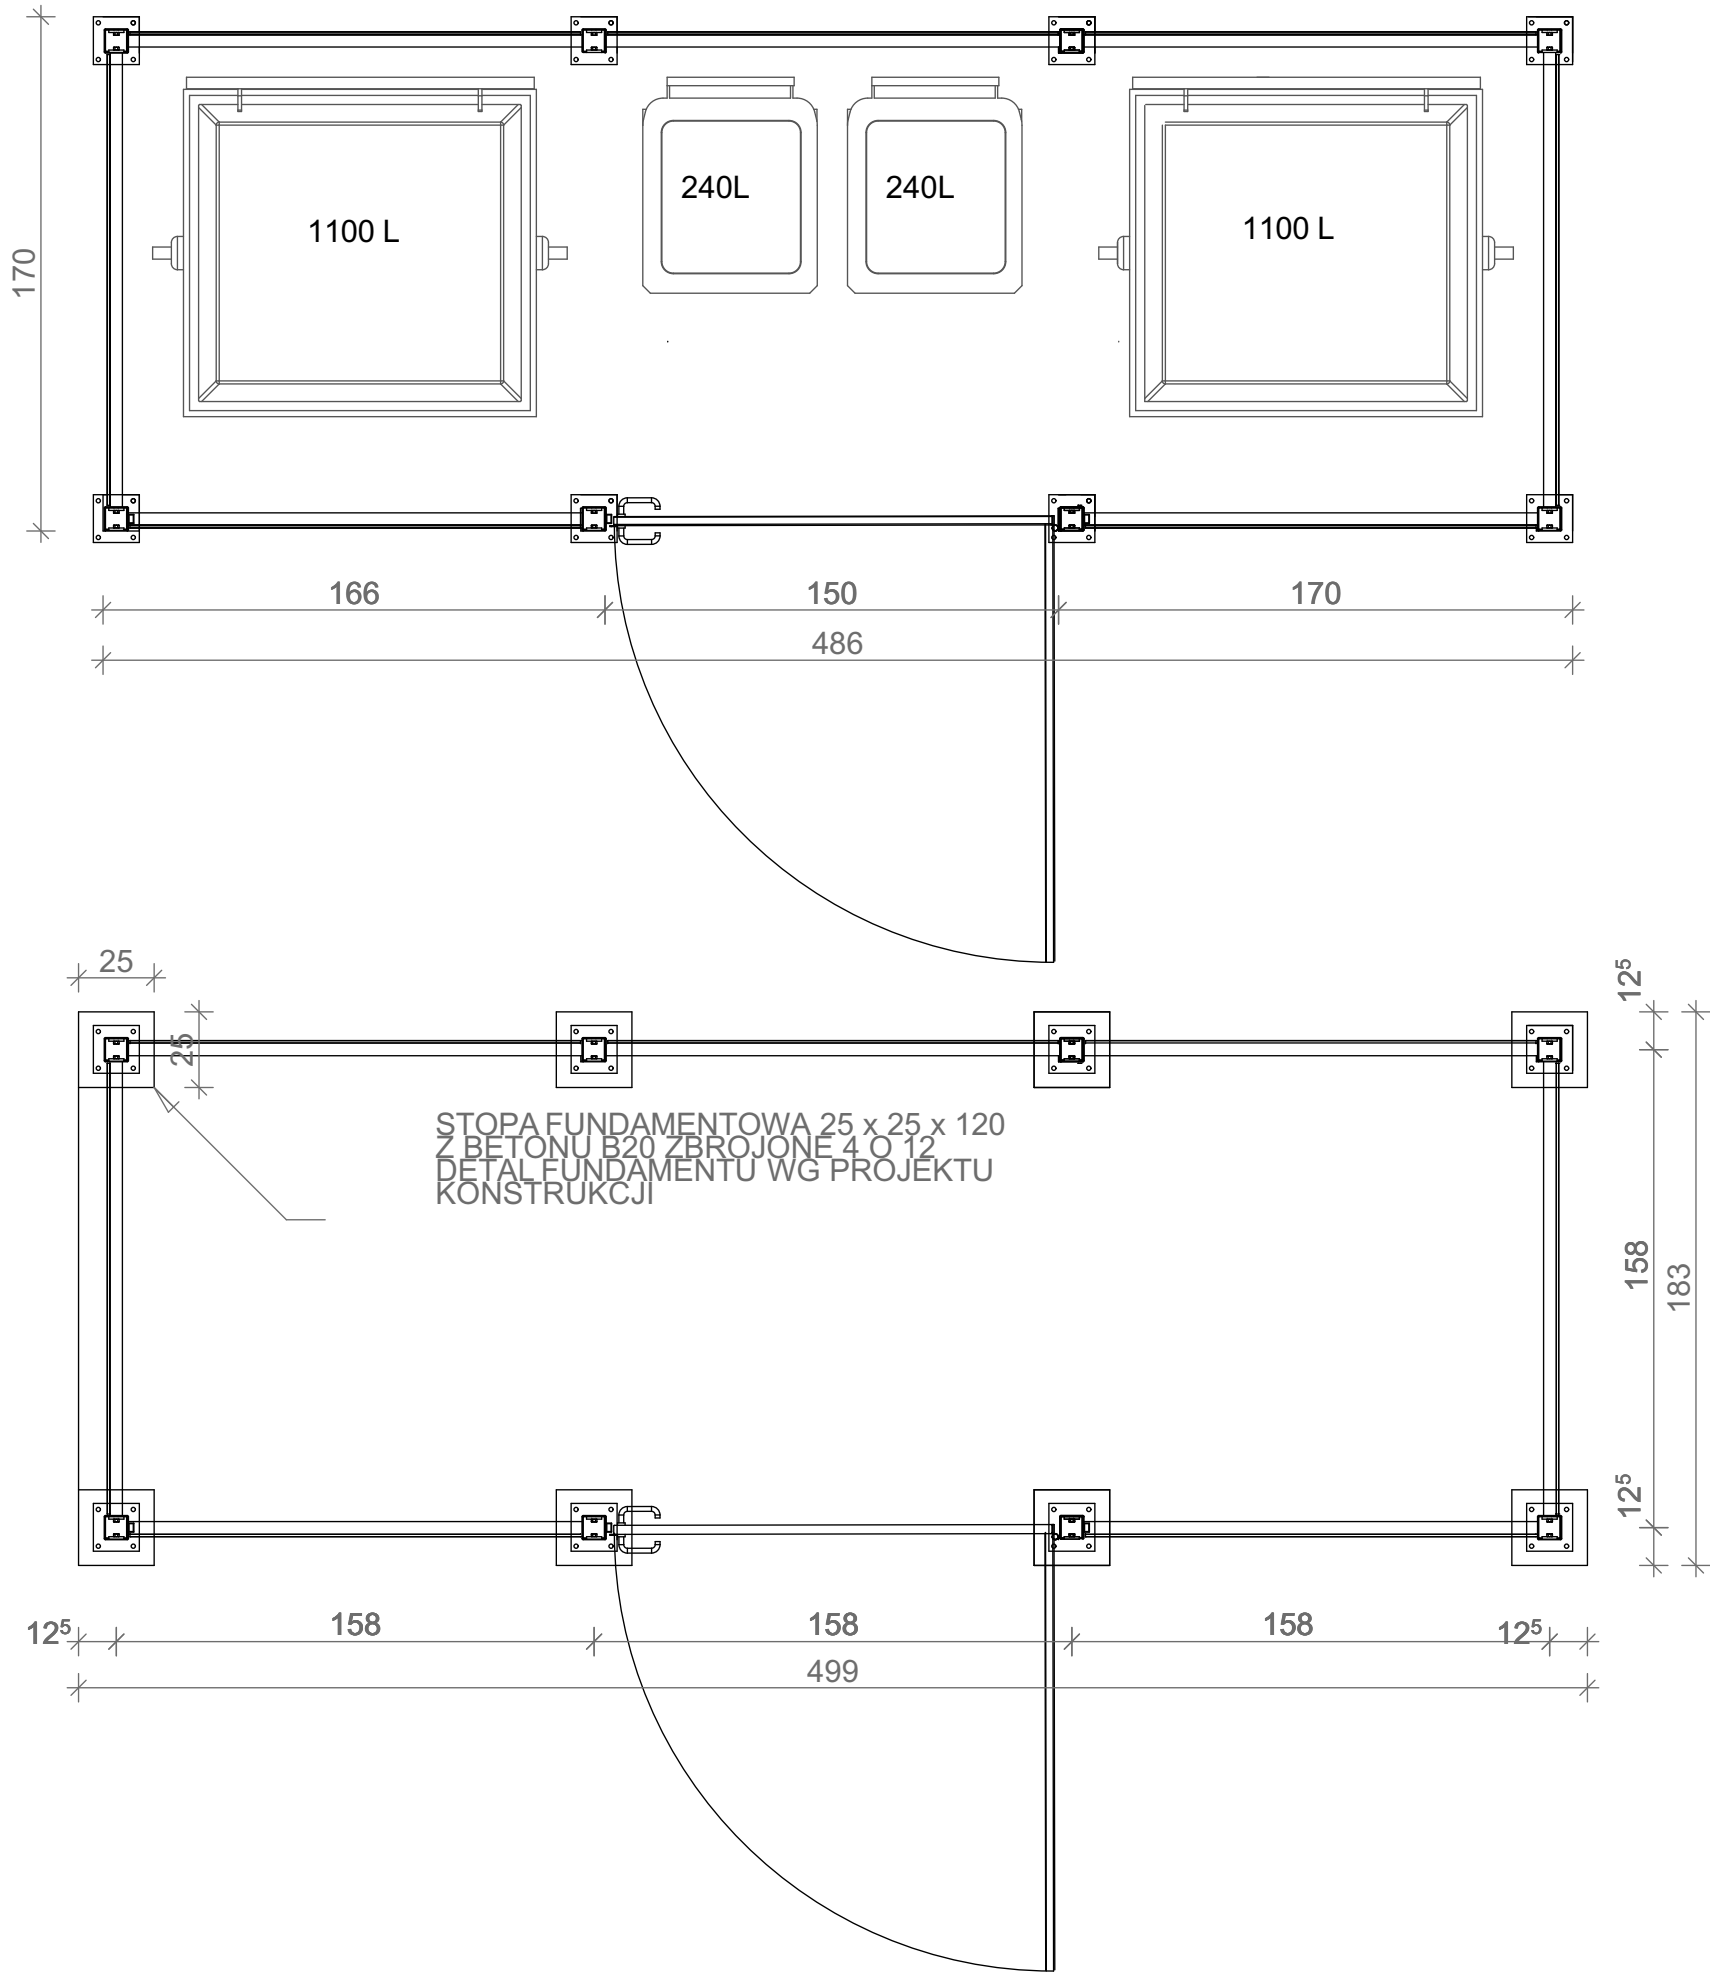 240L
240L
1100 L
1100 L
170
166
150
170
486
25
25
12⁵
STOPA FUNDAMENTOWA 25 x 25 x 120
Z BETONU B20 ZBROJONE 4 O 12
DETAL FUNDAMENTU WG PROJEKTU
KONSTRUKCJI
158
183
12⁵
12⁵
158
158
158
12⁵
499